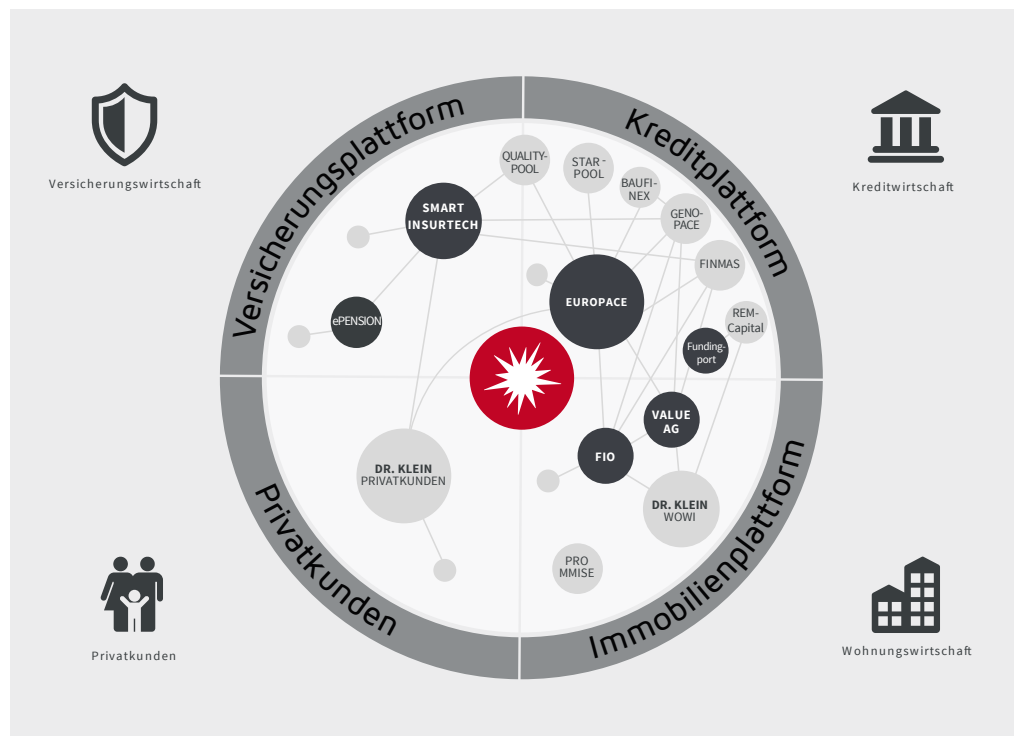 Versicherungsplattform
Kreditplattform
Versicherungswirtschaft
Kreditwirtschaft
QUALITY-
POOL
STAR -
POOL
BAUFI-
NEX
GENO-
PACE
SMART
INSURTECH
FINMAS
EUROPACE
REM-
Capital
ePENSION
Funding-
port
VALUE
AG
FIO
DR. KLEIN
PRIVATKUNDEN
DR. KLEIN
WOWI
PRO
MMISE
Privatkunden
Immobilienplattform
Privatkunden
Wohnungswirtschaft